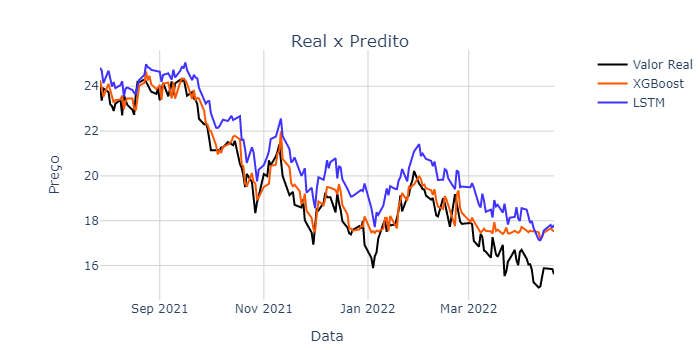 Real x Predito
Valor Real
XGBoost
LSTM
Preço
24
22
20
18
16
Sep 2021
Nov 2021
Jan 2022
Mar 2022
Data